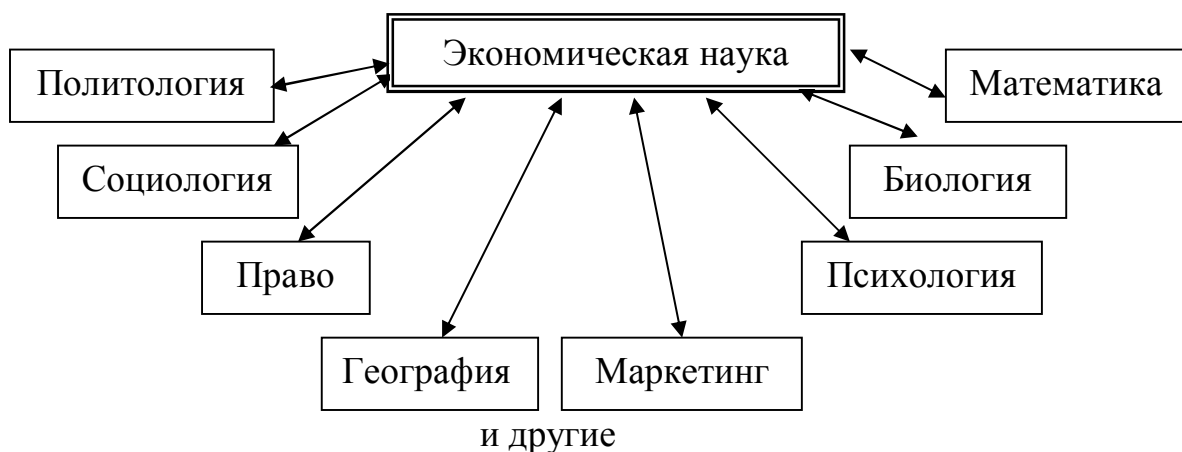 Экономическая наука
Политология
Математика
Социология
Биология
Право
Психология
География
Маркетинг
и другие